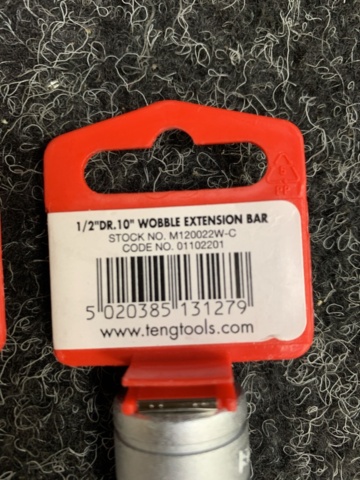 1/2"DR.10" WOBBLE EXTENSION BAR
STOCK NO. M120022W-C
CODE NO. 01102201
5 020385 131279
www.tengtools.com